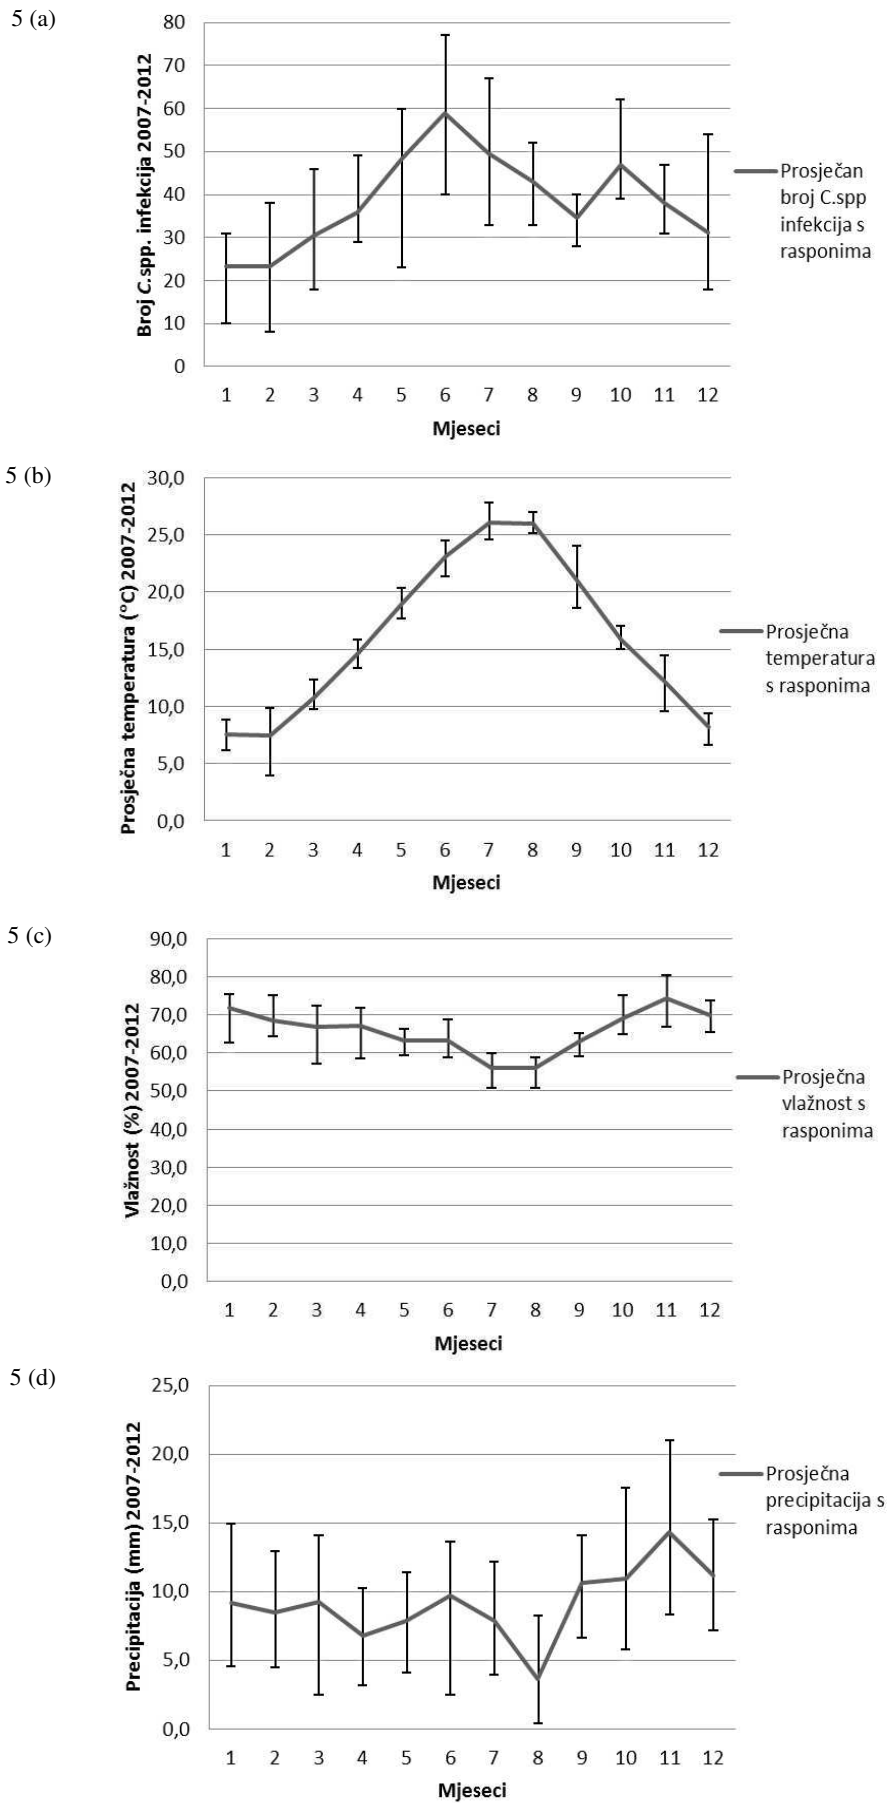 5 (a)
Broj C.spp. infekcija 2007-2012
80
70
60
50
40
30
20
10
0
1 2 3 4 5 6 7 8 9 10 11 12
Mjeseci
Prosječan
broj C.spp
infekcija s
rasponima
5 (b)
Prosječna temperatura (°C) 2007-2012
30,0
25,0
20,0
15,0
10,0
5,0
0,0
1 2 3 4 5 6 7 8 9 10 11 12
Mjeseci
Prosječna
temperatura
s rasponima
5 (c)
Vlažnost (%) 2007-2012
90,0
80,0
70,0
60,0
50,0
40,0
30,0
20,0
10,0
0,0
1 2 3 4 5 6 7 8 9 10 11 12
Mjeseci
Prosječna
vlažnost s
rasponima
5 (d)
Precipitacija (mm) 2007-2012
25,0
20,0
15,0
10,0
5,0
0,0
1 2 3 4 5 6 7 8 9 10 11 12
Mjeseci
Prosječna
precipitacija s
rasponima